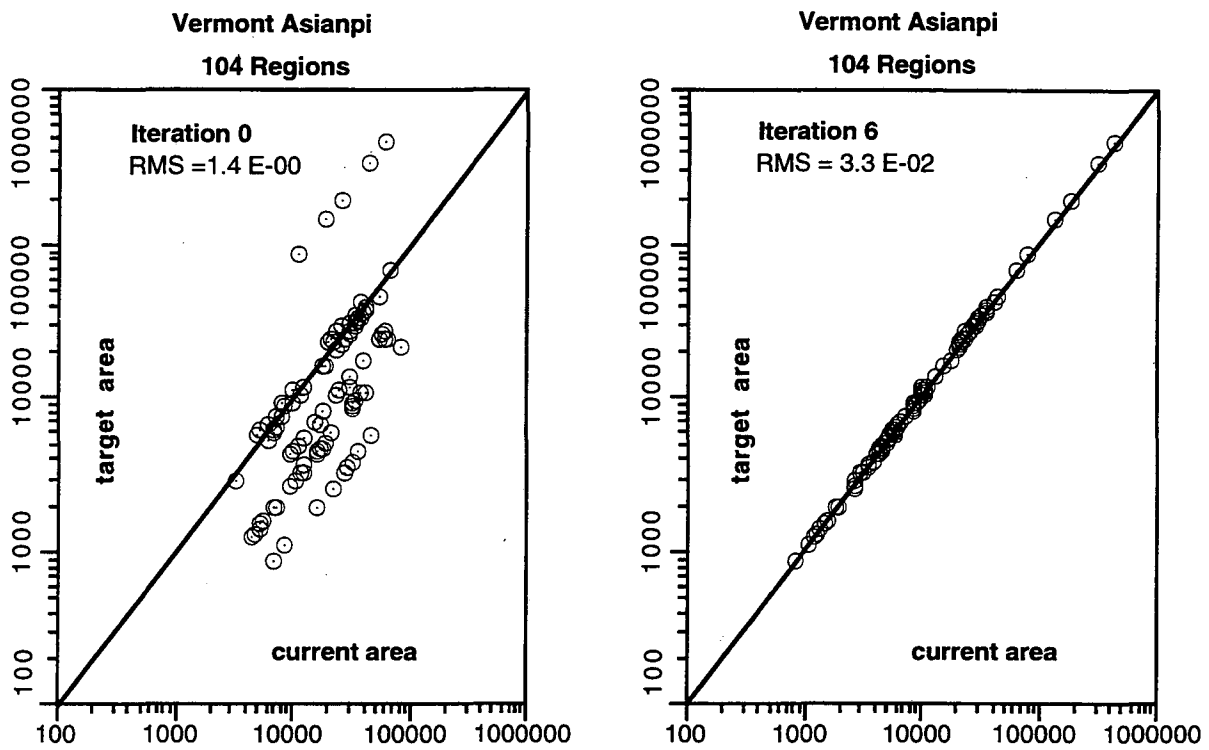 Vermont Asianpi
104 Regions
Iteration 0
RMS =1.4 E-00
1000000
100000
10000
1000
100
target area
current area
100 1000 10000 100000 1000000
Vermont Asianpi
104 Regions
Iteration 6
RMS = 3.3 E-02
1000000
100000
10000
1000
100
target area
current area
100 1000 10000 100000 1000000